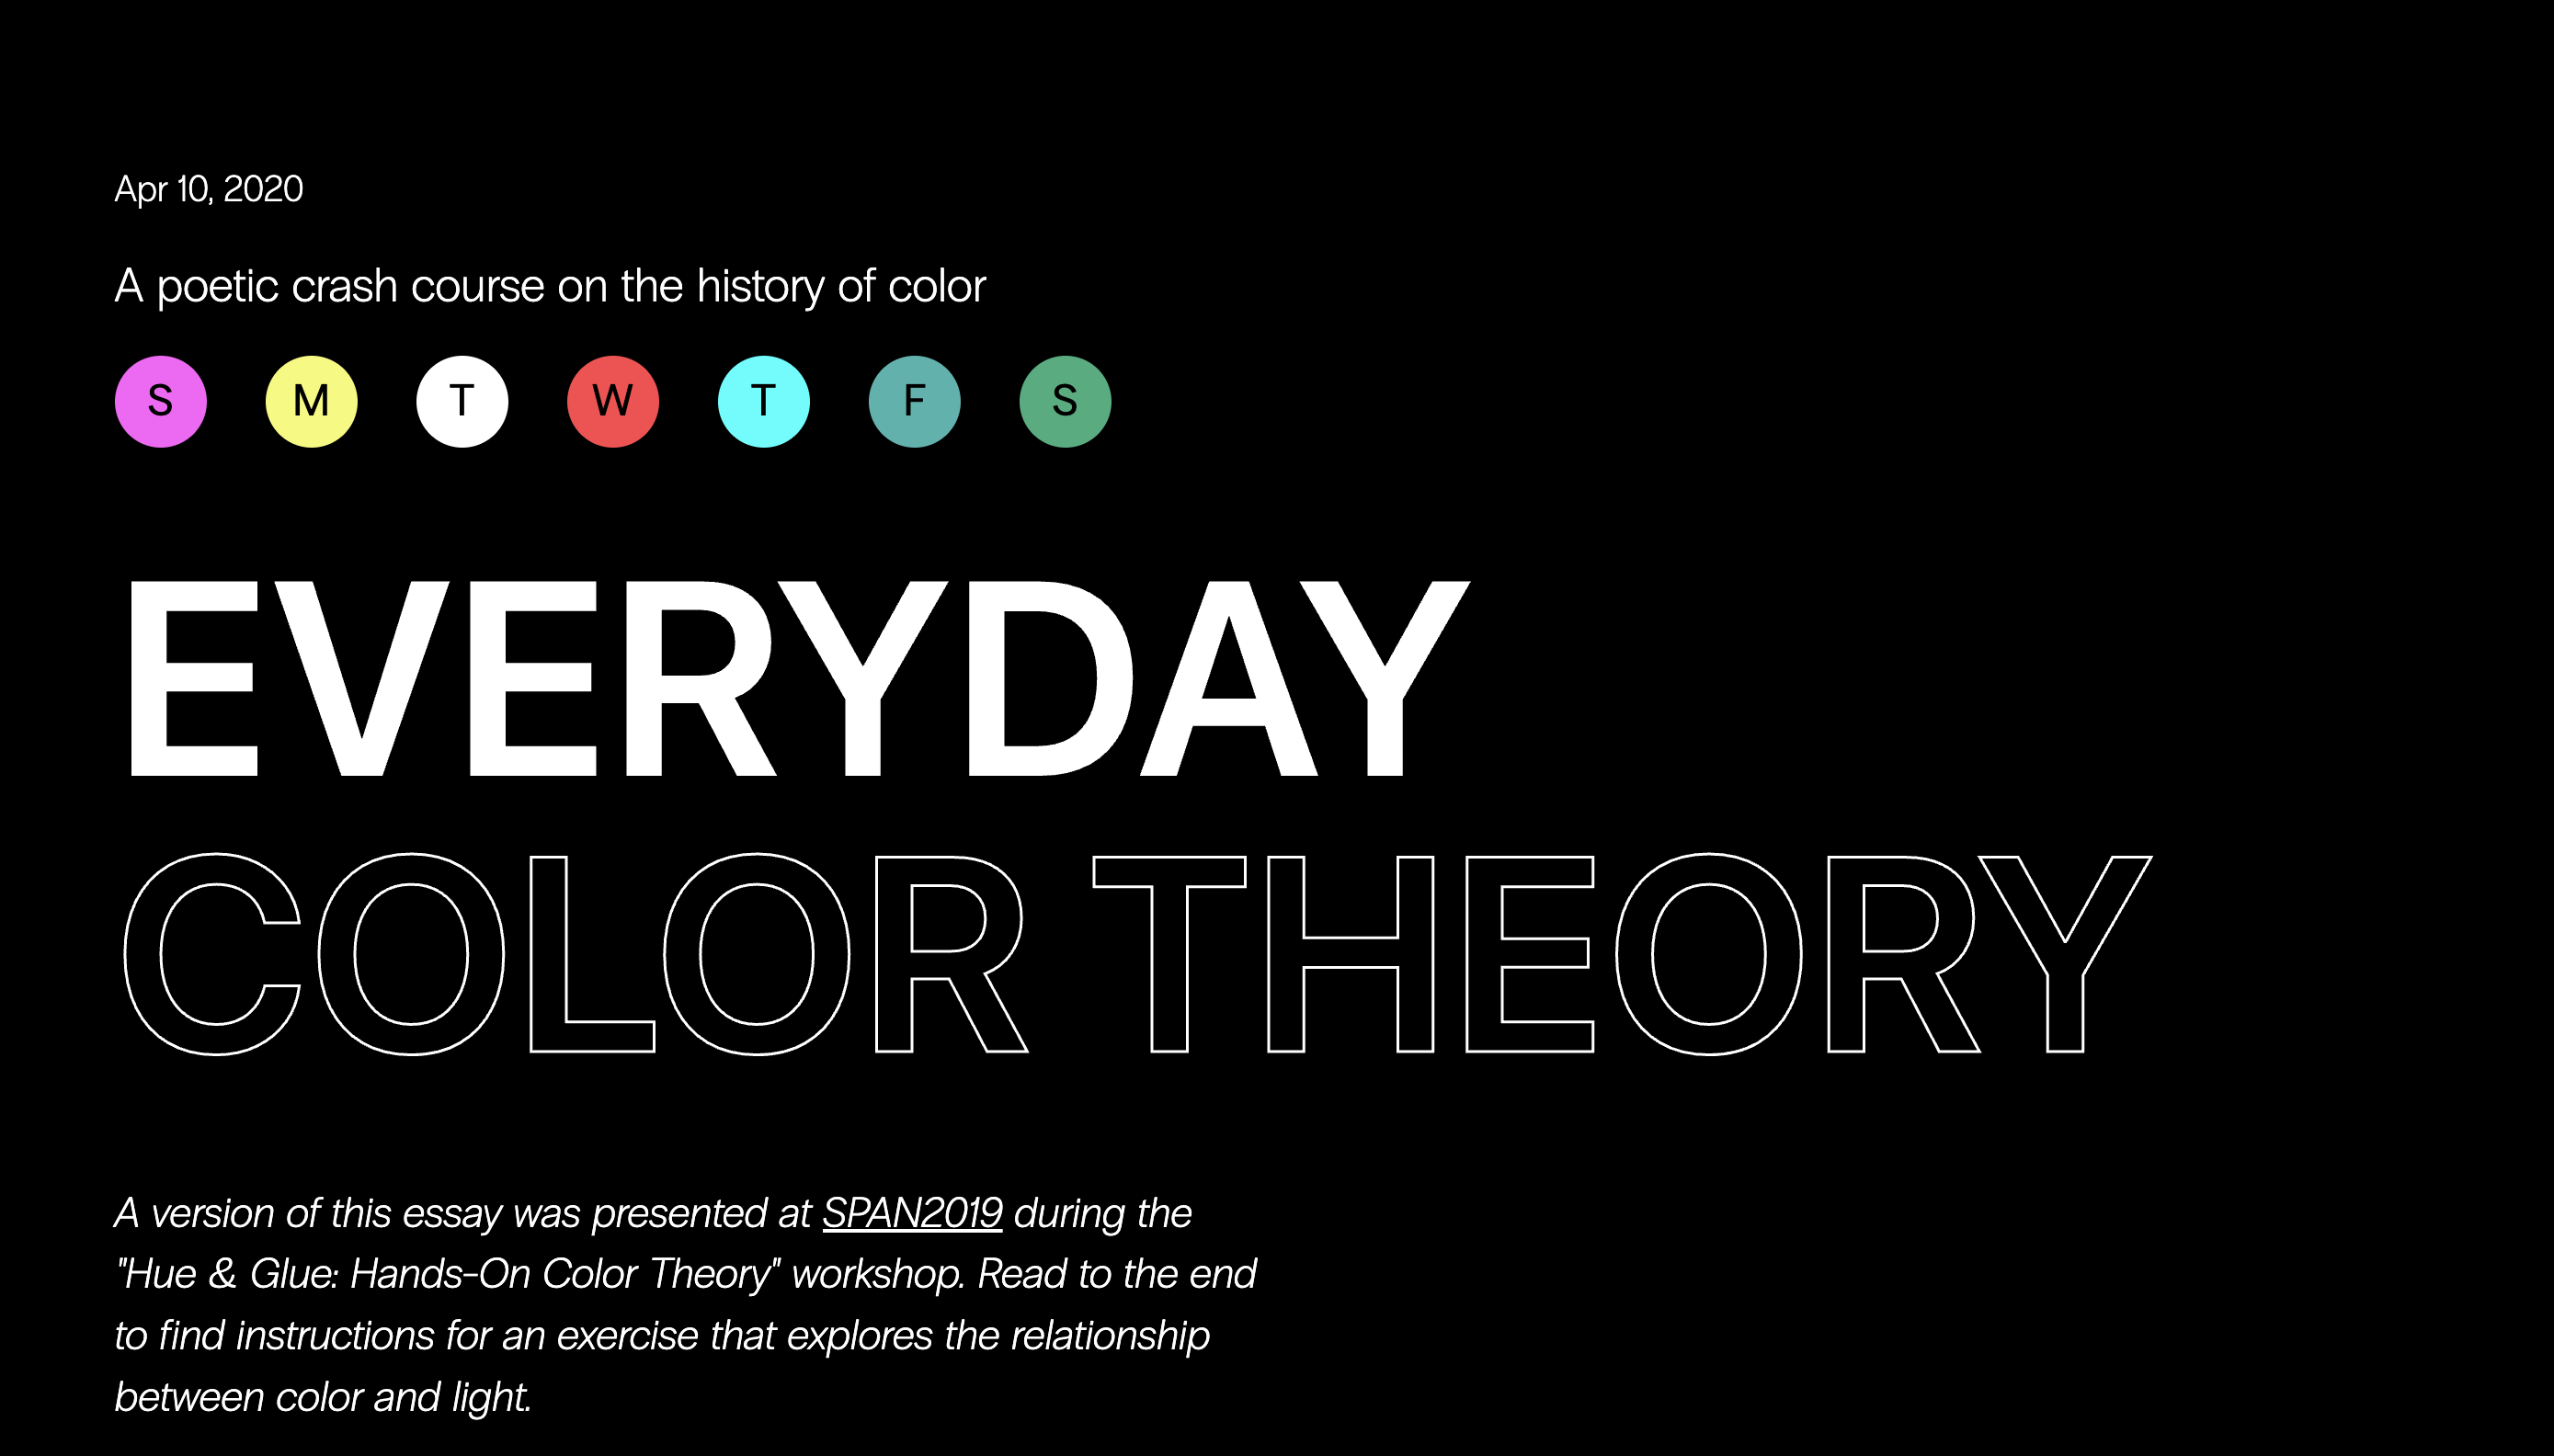 Apr 10, 2020
A poetic crash course on the history of color
S M T W T F S
EVERYDAY
COLOR THEORY
A version of this essay was presented at SPAN2019 during the
"Hue & Glue: Hands-On Color Theory" workshop. Read to the end
to find instructions for an exercise that explores the relationship
between color and light.